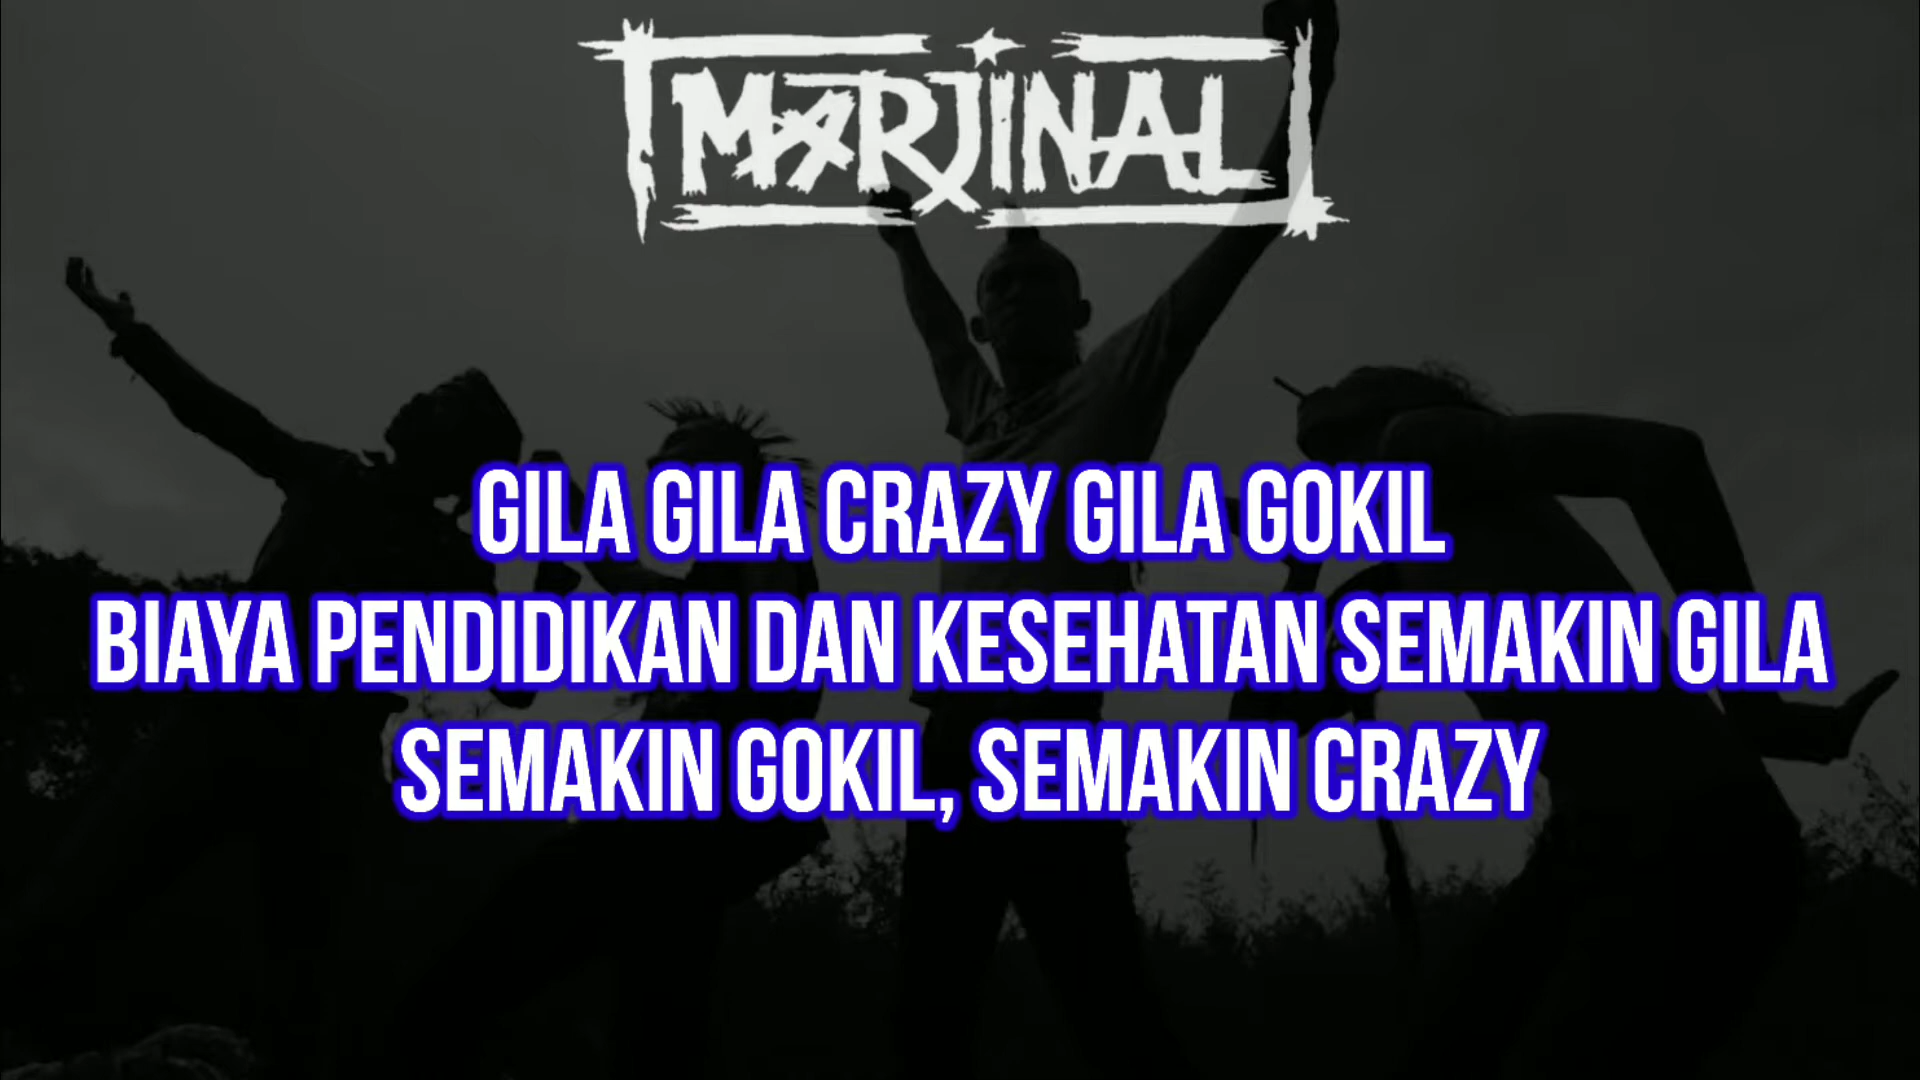 MARJINAL
GILA GILA CRAZY GILA GOKIL
BIAYA PENDIDIKAN DAN KESEHATAN SEMAKIN GILA
SEMAKIN GOKIL, SEMAKIN CRAZY